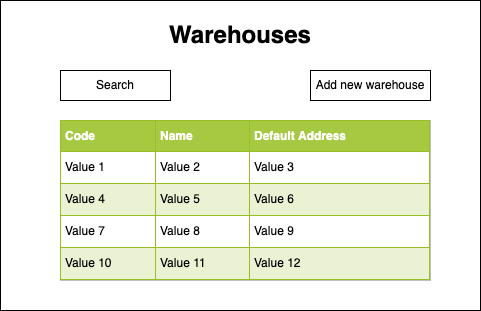 Warehouses
Search
Add new warehouse
Code Name Default Address
Value 1 Value 2 Value 3
Value 4 Value 5 Value 6
Value 7 Value 8 Value 9
Value 10 Value 11 Value 12